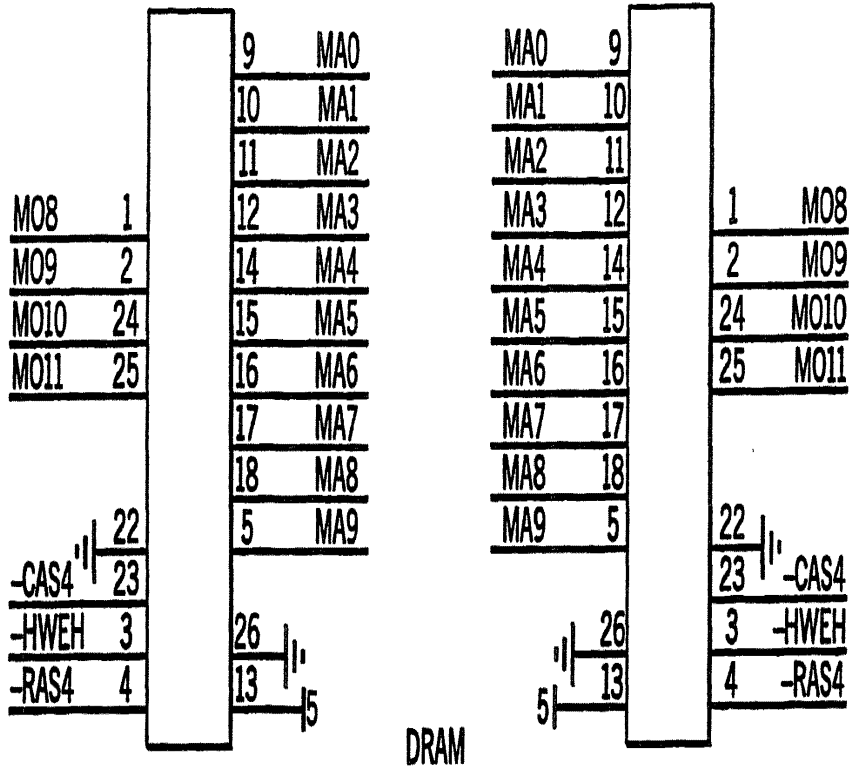 9 MA0 MA0 9
10 MA1 MA1 10
11 MA2 MA2 11
MO8 1 12 MA3 MA3 12 1 MO8
MO9 2 14 MA4 MA4 14 2 MO9
MO10 24 15 MA5 MA5 15 24 MO10
MO11 25 16 MA6 MA6 16 25 MO11
17 MA7 MA7 17
18 MA8 MA8 18
22 5 MA9 MA9 5 22
-CAS4 23 23 -CAS4
-HWEH 3 26 26 3 -HWEH
-RAS4 4 13 13 4 -RAS4
5 5
DRAM